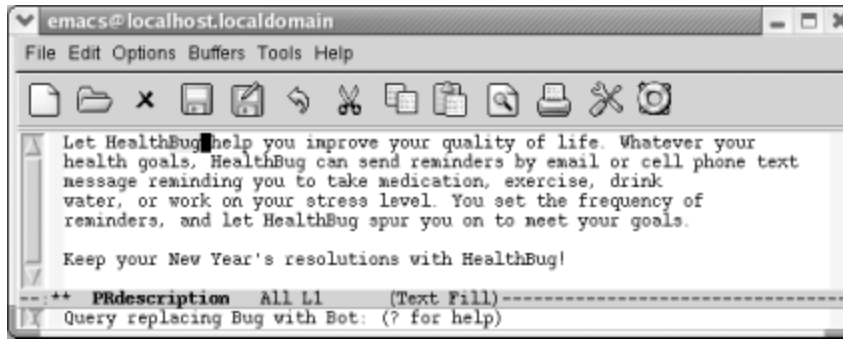 emacs@localhost.localdomain
File Edit Options Buffers Tools Help
Let HealthBug help you improve your quality of life. Whatever your
health goals, HealthBug can send reminders by email or cell phone text
message reminding you to take medication, exercise, drink
water, or work on your stress level. You set the frequency of
reminders, and let HealthBug spur you on to meet your goals.
Keep your New Year's resolutions with HealthBug!
--:** PRdescription All L1 (Text Fill)--------------------------------
Query replacing Bug with Bot: (? for help)